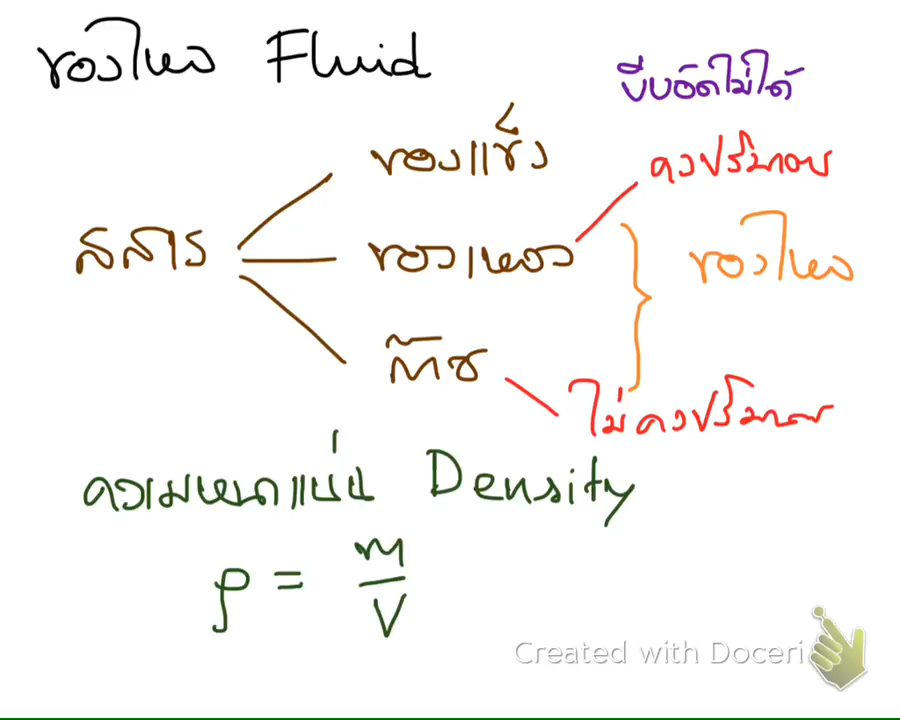 ของไหล Fluid
บีบอัดไม่ได้
ของแข็ง
คงปริมาตร
สสาร
ของเหลว
ของไหล
ก๊าซ
ไม่คงปริมาตร
ความหนาแน่น Density
ρ = m/V
Created with Doceri